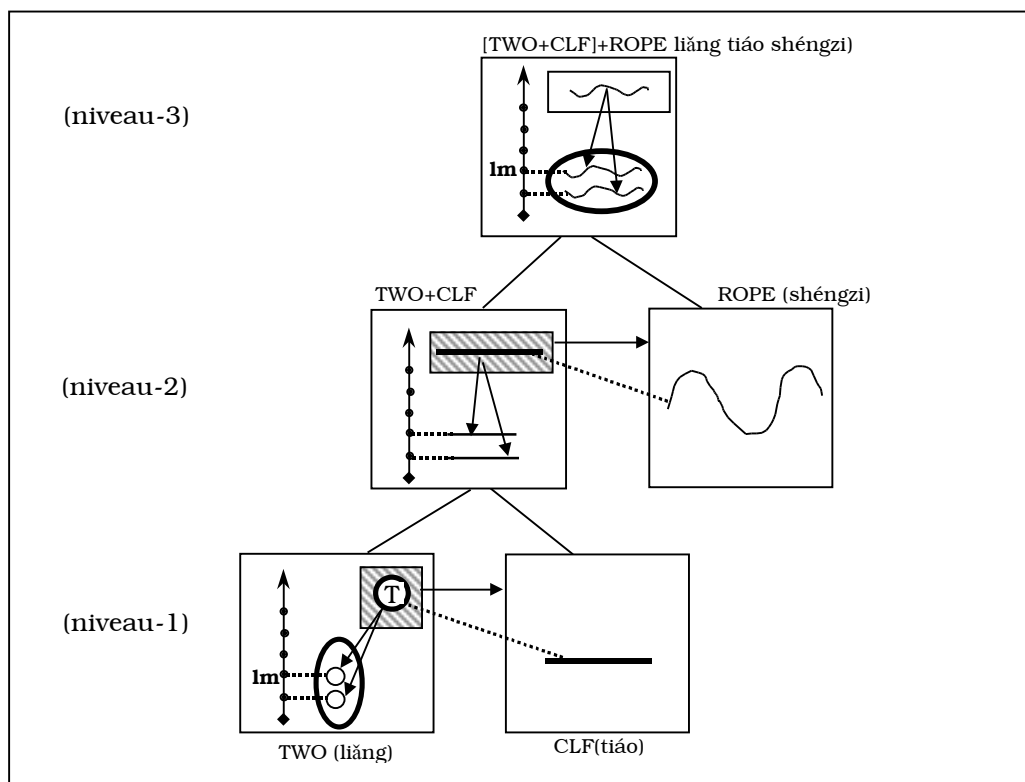 [TWO+CLF]+ROPE liǎng tiáo shéngzi)
(niveau-3)
lm
TWO+CLF
ROPE (shéngzi)
(niveau-2)
T
(niveau-1)
lm
TWO (liǎng)
CLF(tiáo)